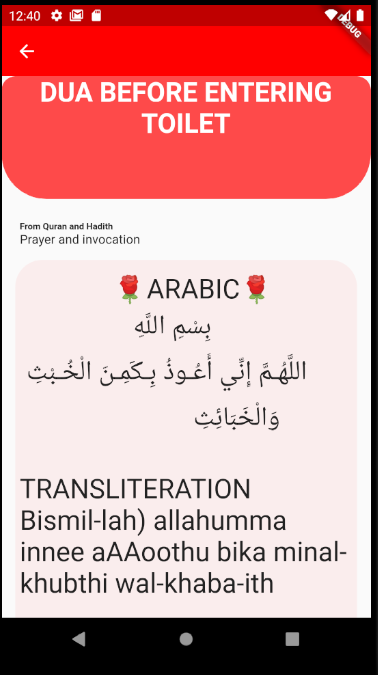 12:40
DEBUG
DUA BEFORE ENTERING
TOILET
From Quran and Hadith
Prayer and invocation
🌹ARABIC🌹
بِسْمِ اللَّهِ
اللَّهُمَّ إِنِّي أَعُوذُ بِكَمِنَ الْخُبْثِ
وَالْخَبَائِثِ
TRANSLITERATION
Bismil-lah) allahumma
innee aAAoothu bika minal-
khubthi wal-khaba-ith